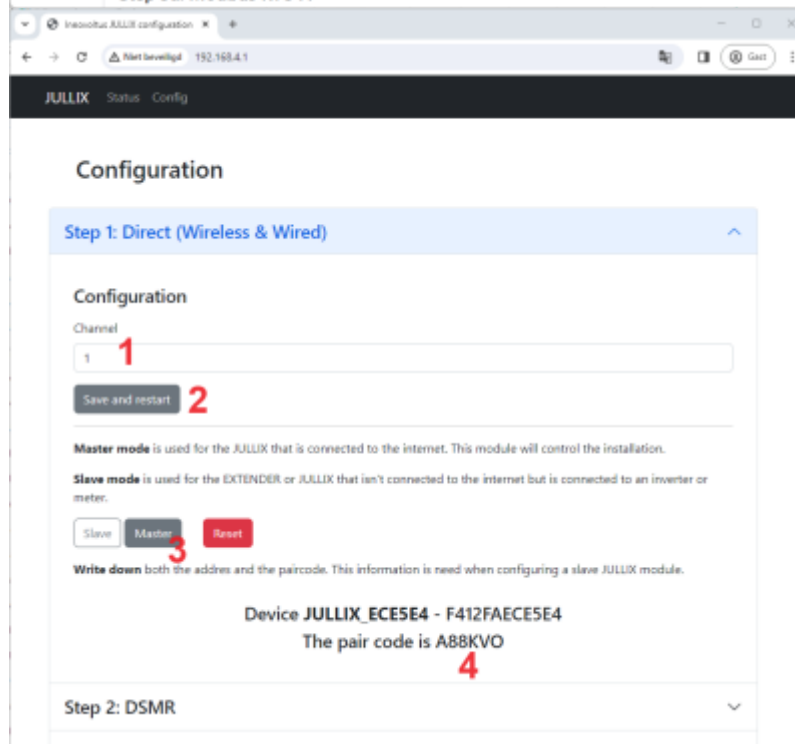 Ineovoltus JULLIX configuration
Niet beveiligd 192.168.4.1
Gast
JULLIX Status Config
Configuration
Step 1: Direct (Wireless & Wired)
Configuration
Channel
1
1
Save and restart
2
Master mode is used for the JULLIX that is connected to the internet. This module will control the installation.
Slave mode is used for the EXTENDER or JULLIX that isn't connected to the internet but is connected to an inverter or
meter.
Slave Master Reset
3
Write down both the addres and the paircode. This information is need when configuring a slave JULLIX module.
Device JULLIX_ECE5E4 - F412FAECE5E4
The pair code is A88KVO
4
Step 2: DSMR